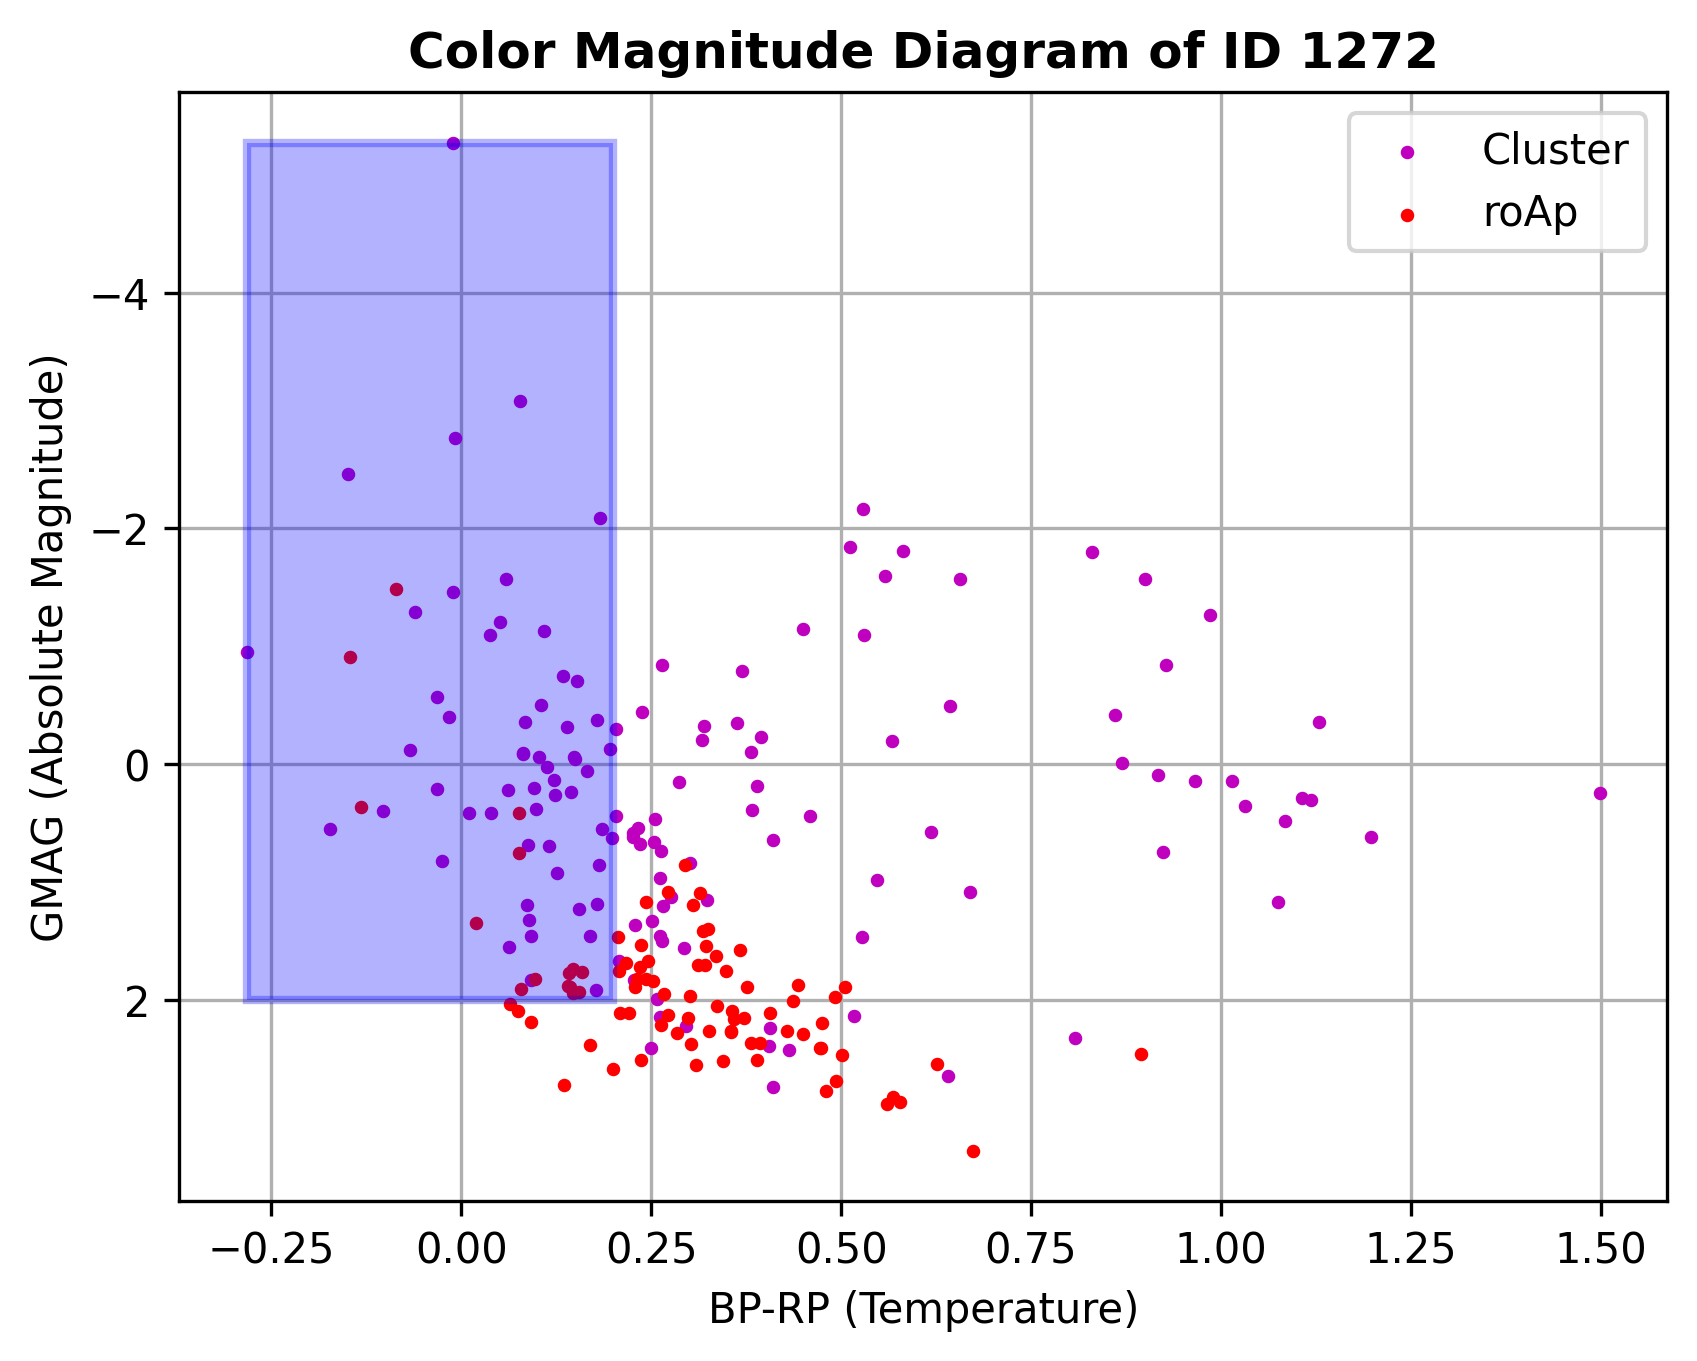 Color Magnitude Diagram of ID 1272
Cluster
roAp
GMAG (Absolute Magnitude)
−4
−2
0
2
−0.25 0.00 0.25 0.50 0.75 1.00 1.25 1.50
BP-RP (Temperature)